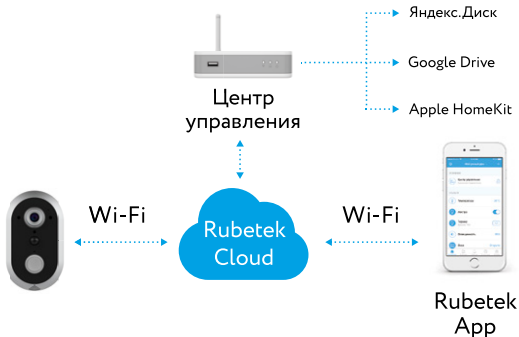 Яндекс.Диск
Google Drive
Apple HomeKit
Центр
управления
Wi-Fi
Rubetek
Cloud
Wi-Fi
Rubetek
App